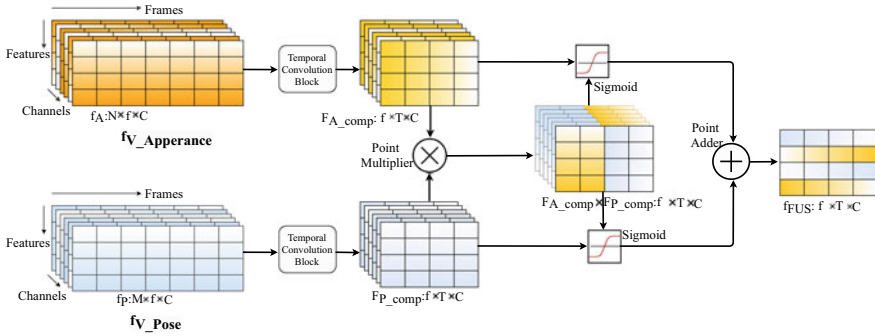 Frames
Features
Channels
fA:N×f×C
fV_Apperance
Temporal
Convolution
Block
FA_comp: f ×T×C
Point
Multiplier
Sigmoid
FA_comp×FP_comp:f ×T×C
Sigmoid
Point
Adder
fFUS: f ×T×C
Frames
Features
Channels
fP:M×f×C
fV_Pose
Temporal
Convolution
Block
FP_comp:f×T×C